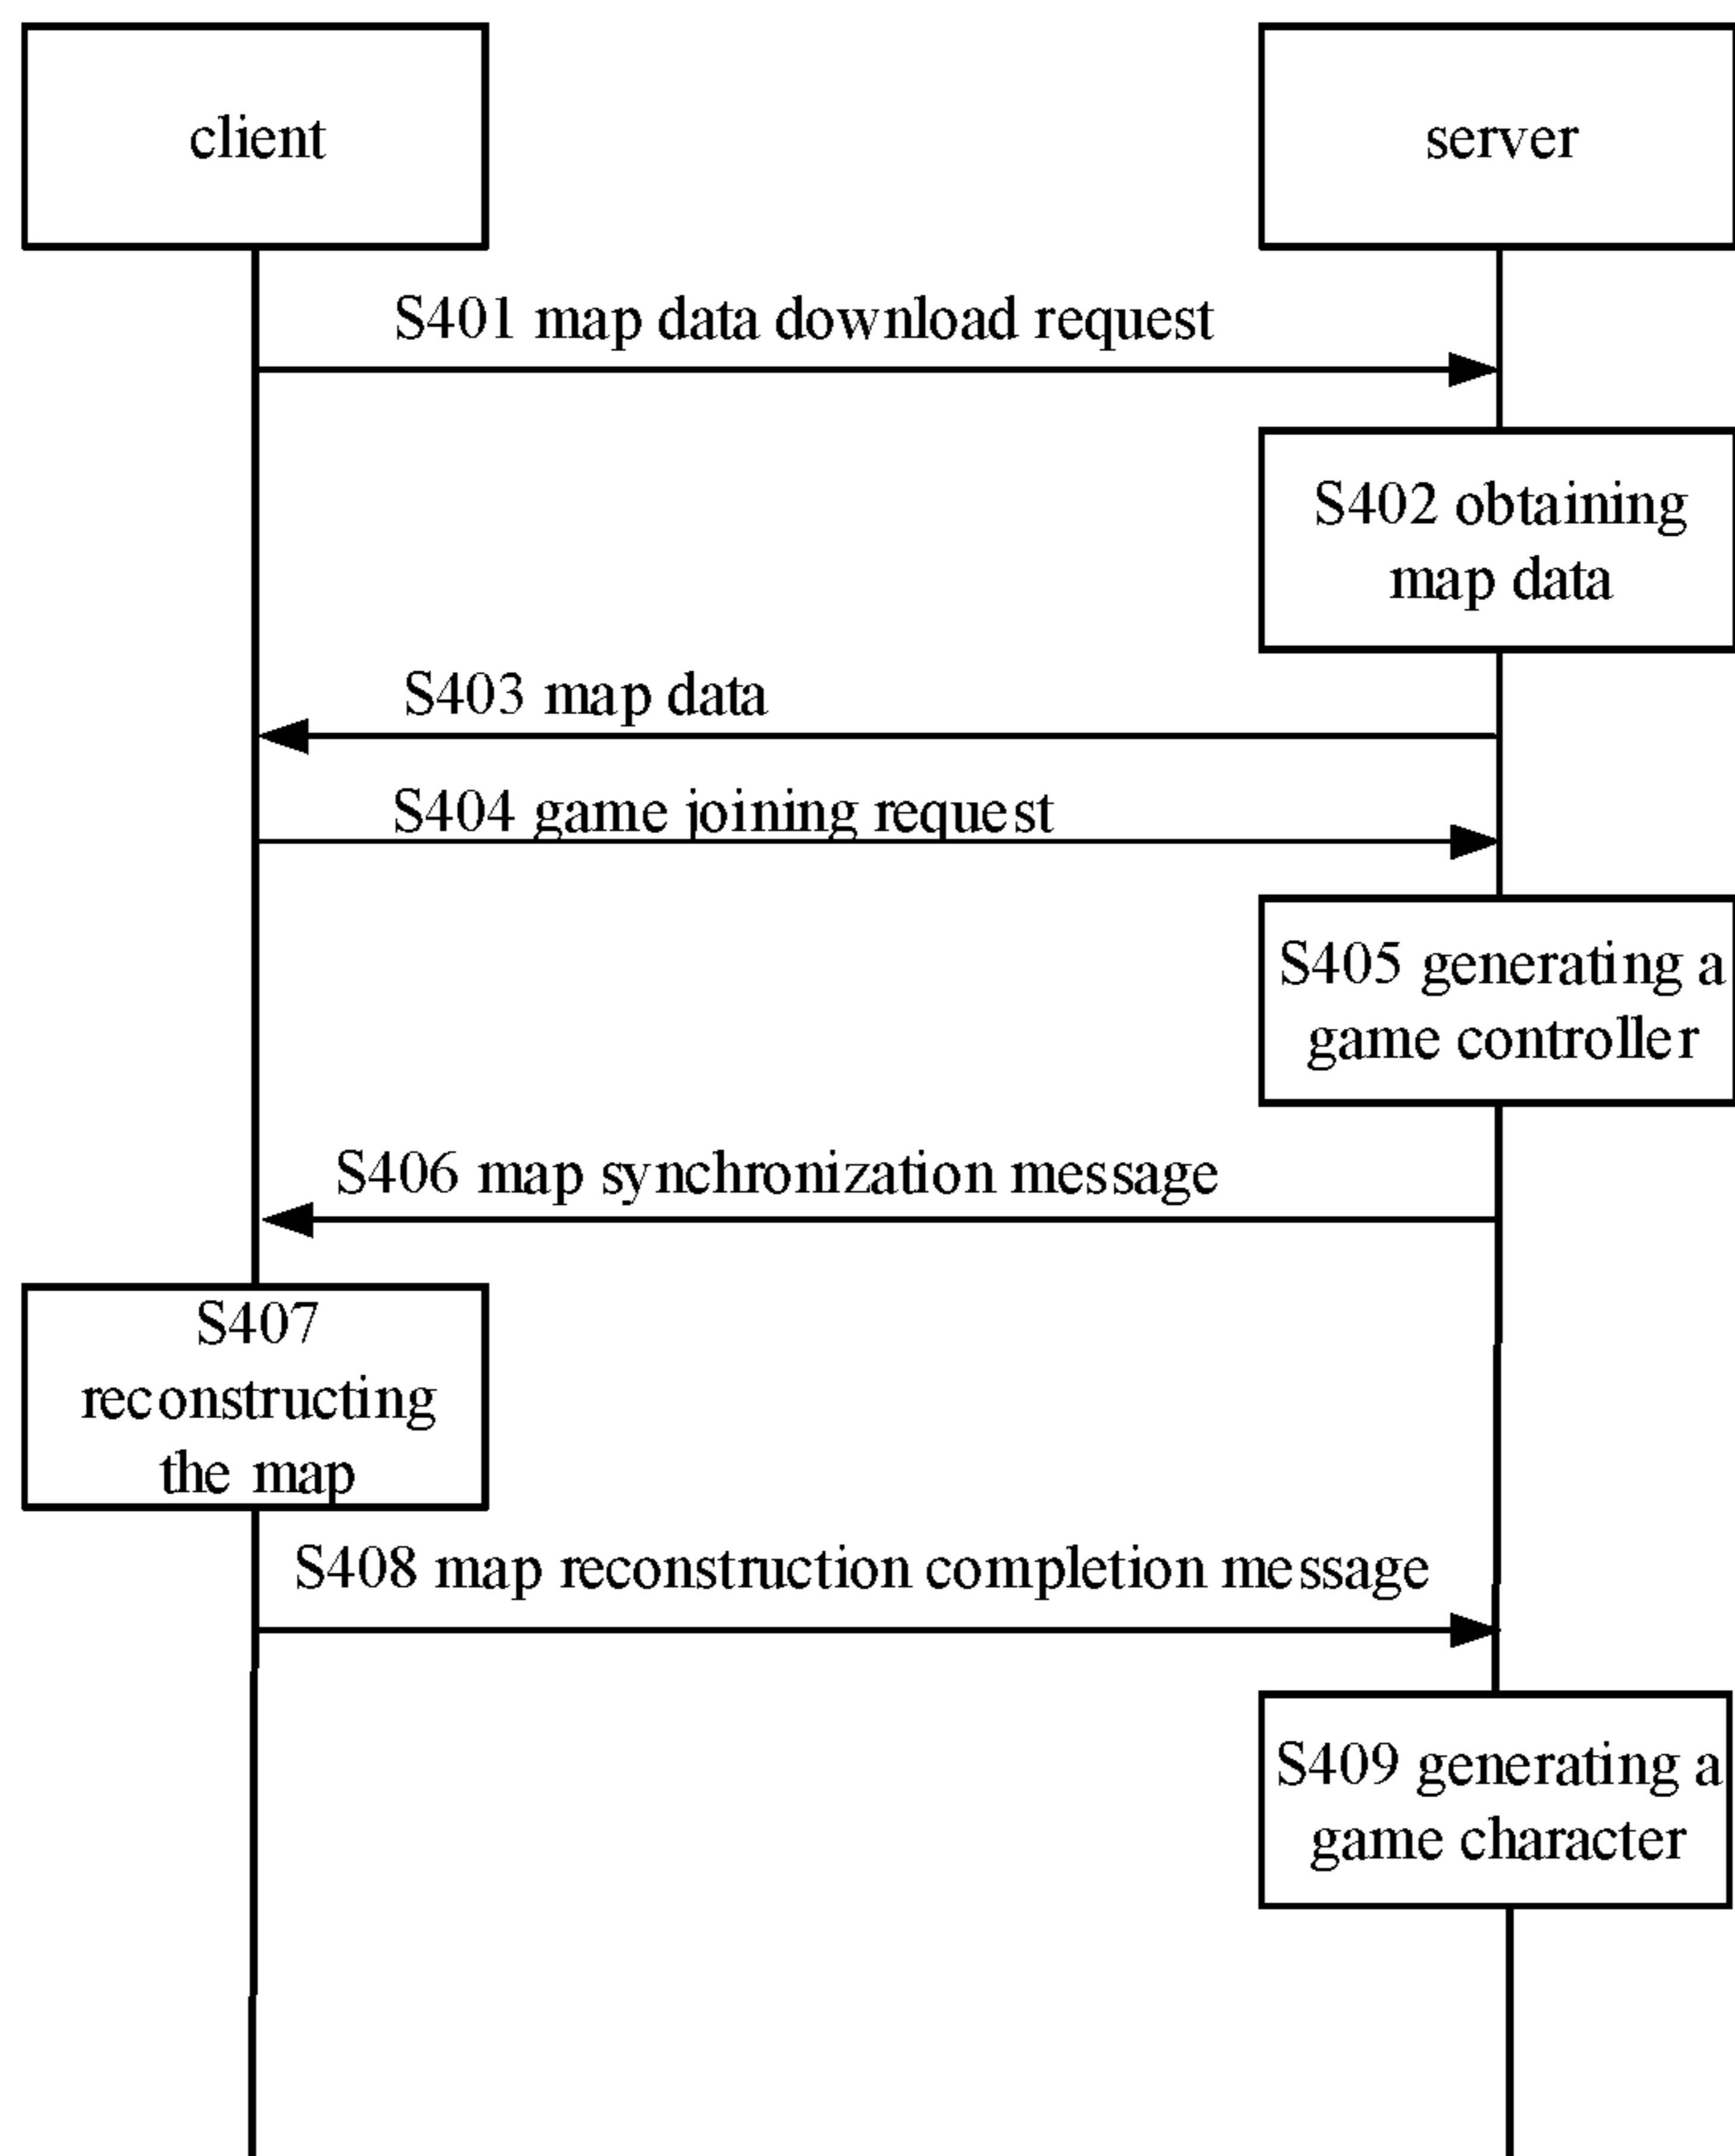 client
server
S401 map data download request
S402 obtaining
map data
S403 map data
S404 game joining request
S405 generating a
game controller
S406 map synchronization message
S407
reconstructing
the map
S408 map reconstruction completion message
S409 generating a
game character